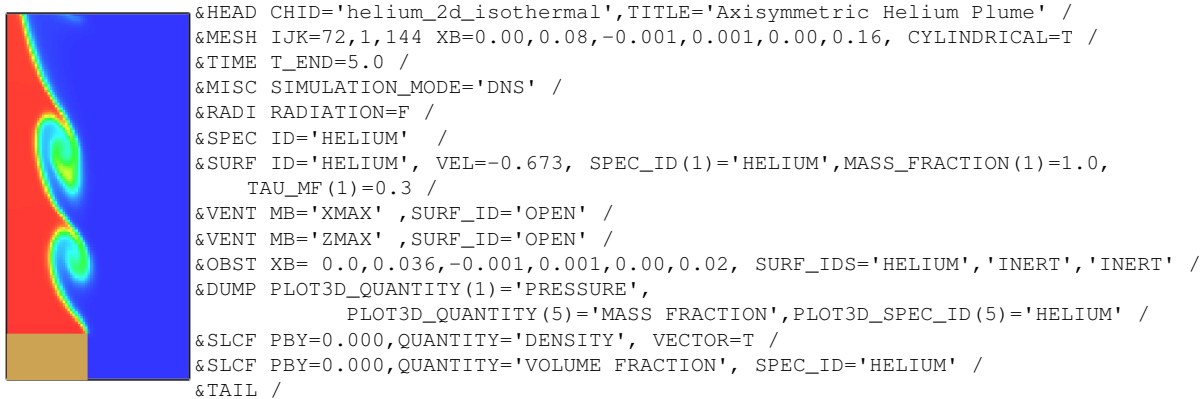 &HEAD CHID='helium_2d_isothermal',TITLE='Axisymmetric Helium Plume' /
&MESH IJK=72,1,144 XB=0.00,0.08,-0.001,0.001,0.00,0.16, CYLINDRICAL=T /
&TIME T_END=5.0 /
&MISC SIMULATION_MODE='DNS' /
&RADI RADIATION=F /
&SPEC ID='HELIUM'  /
&SURF ID='HELIUM', VEL=-0.673, SPEC_ID(1)='HELIUM',MASS_FRACTION(1)=1.0,
TAU_MF(1)=0.3 /
&VENT MB='XMAX' ,SURF_ID='OPEN' /
&VENT MB='ZMAX' ,SURF_ID='OPEN' /
&OBST XB= 0.0,0.036,-0.001,0.001,0.00,0.02, SURF_IDS='HELIUM','INERT','INERT' /
&DUMP PLOT3D_QUANTITY(1)='PRESSURE',
PLOT3D_QUANTITY(5)='MASS FRACTION',PLOT3D_SPEC_ID(5)='HELIUM' /
&SLCF PBY=0.000,QUANTITY='DENSITY', VECTOR=T /
&SLCF PBY=0.000,QUANTITY='VOLUME FRACTION', SPEC_ID='HELIUM' /
&TAIL /